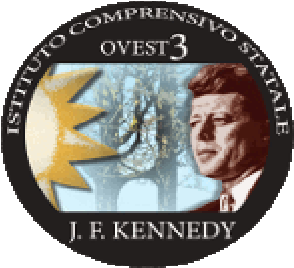 ISTITUTO COMPRENSIVO STATALE
OVEST 3
J. F. KENNEDY